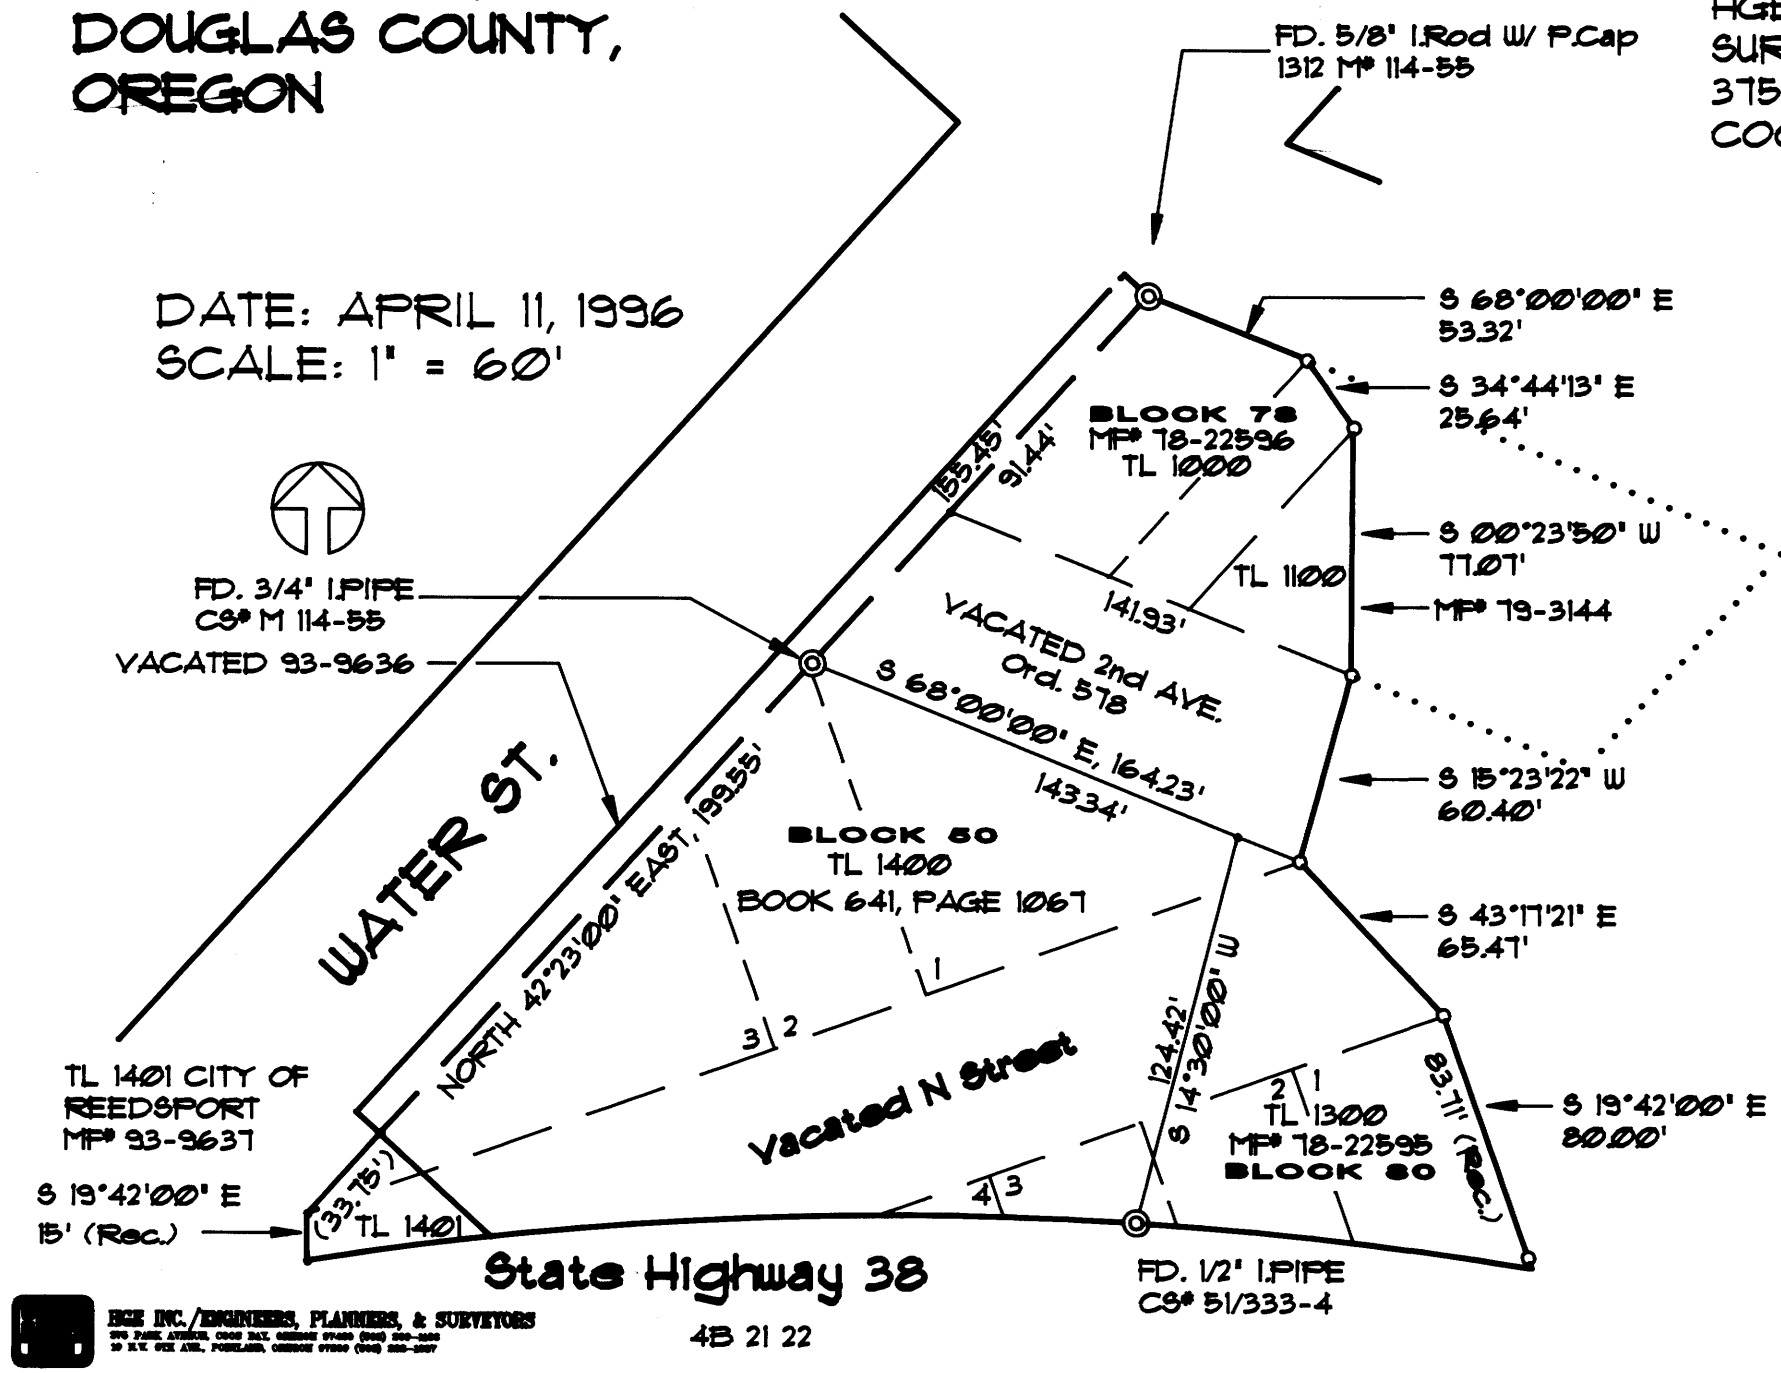 DOUGLAS COUNTY,
OREGON
FD. 5/8" I.Rod W/ P.Cap
1312 M# 114-55
HGE
SUR
375
COO
DATE: APRIL 11, 1996
SCALE: 1" = 60'
S 68°00'00" E
53.32'
S 34°44'13" E
25.64'
BLOCK 78
MF# 78-22596
TL 1000
155.45'
91.44'
S 00°23'50" W
77.07'
TL 1100
MF# 79-3144
FD. 3/4" I.PIPE
CS# M 114-55
VACATED 93-9636
141.93'
VACATED 2nd AVE.
Ord. 578
S 68°00'00" E, 164.23'
143.34'
S 15°23'22" W
60.40'
WATER ST.
NORTH 42°23'00" EAST, 199.55'
BLOCK 50
TL 1400
BOOK 641, PAGE 1067
S 43°17'21" E
65.47'
1
3 2
124.42'
S 14°30'00" W
Vacated N Street
TL 1401 CITY OF
REEDSPORT
MF# 93-9637
83.71' (Rec.)
2 1
TL 1300
MF# 78-22595
BLOCK 80
S 19°42'00" E
80.00'
S 19°42'00" E
15' (Rec.)
(33.75')
TL 1401
4 3
State Highway 38
FD. 1/2" I.PIPE
CS# 51/333-4
HGE INC./ENGINEERS, PLANNERS, & SURVEYORS
4B 21 22